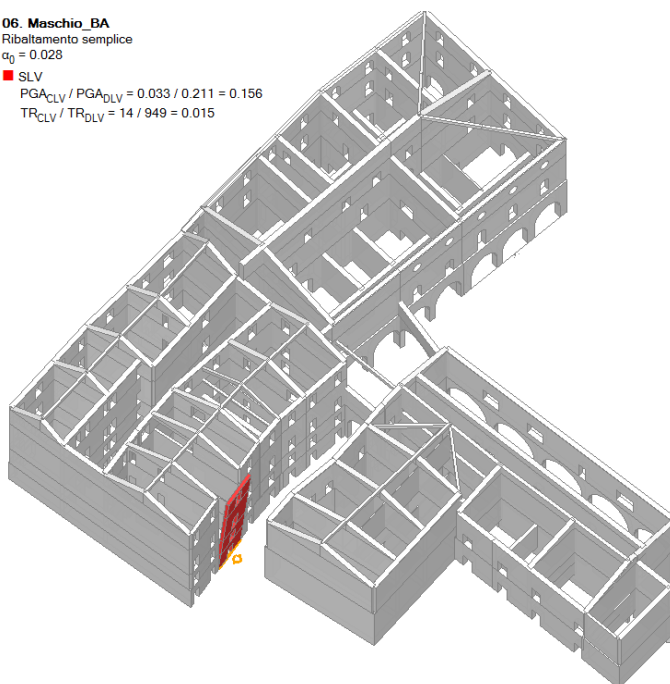 06. Maschio_BA
Ribaltamento semplice
α0 = 0.028
SLV
PGACLV / PGADLV = 0.033 / 0.211 = 0.156
TRCLV / TRDLV = 14 / 949 = 0.015